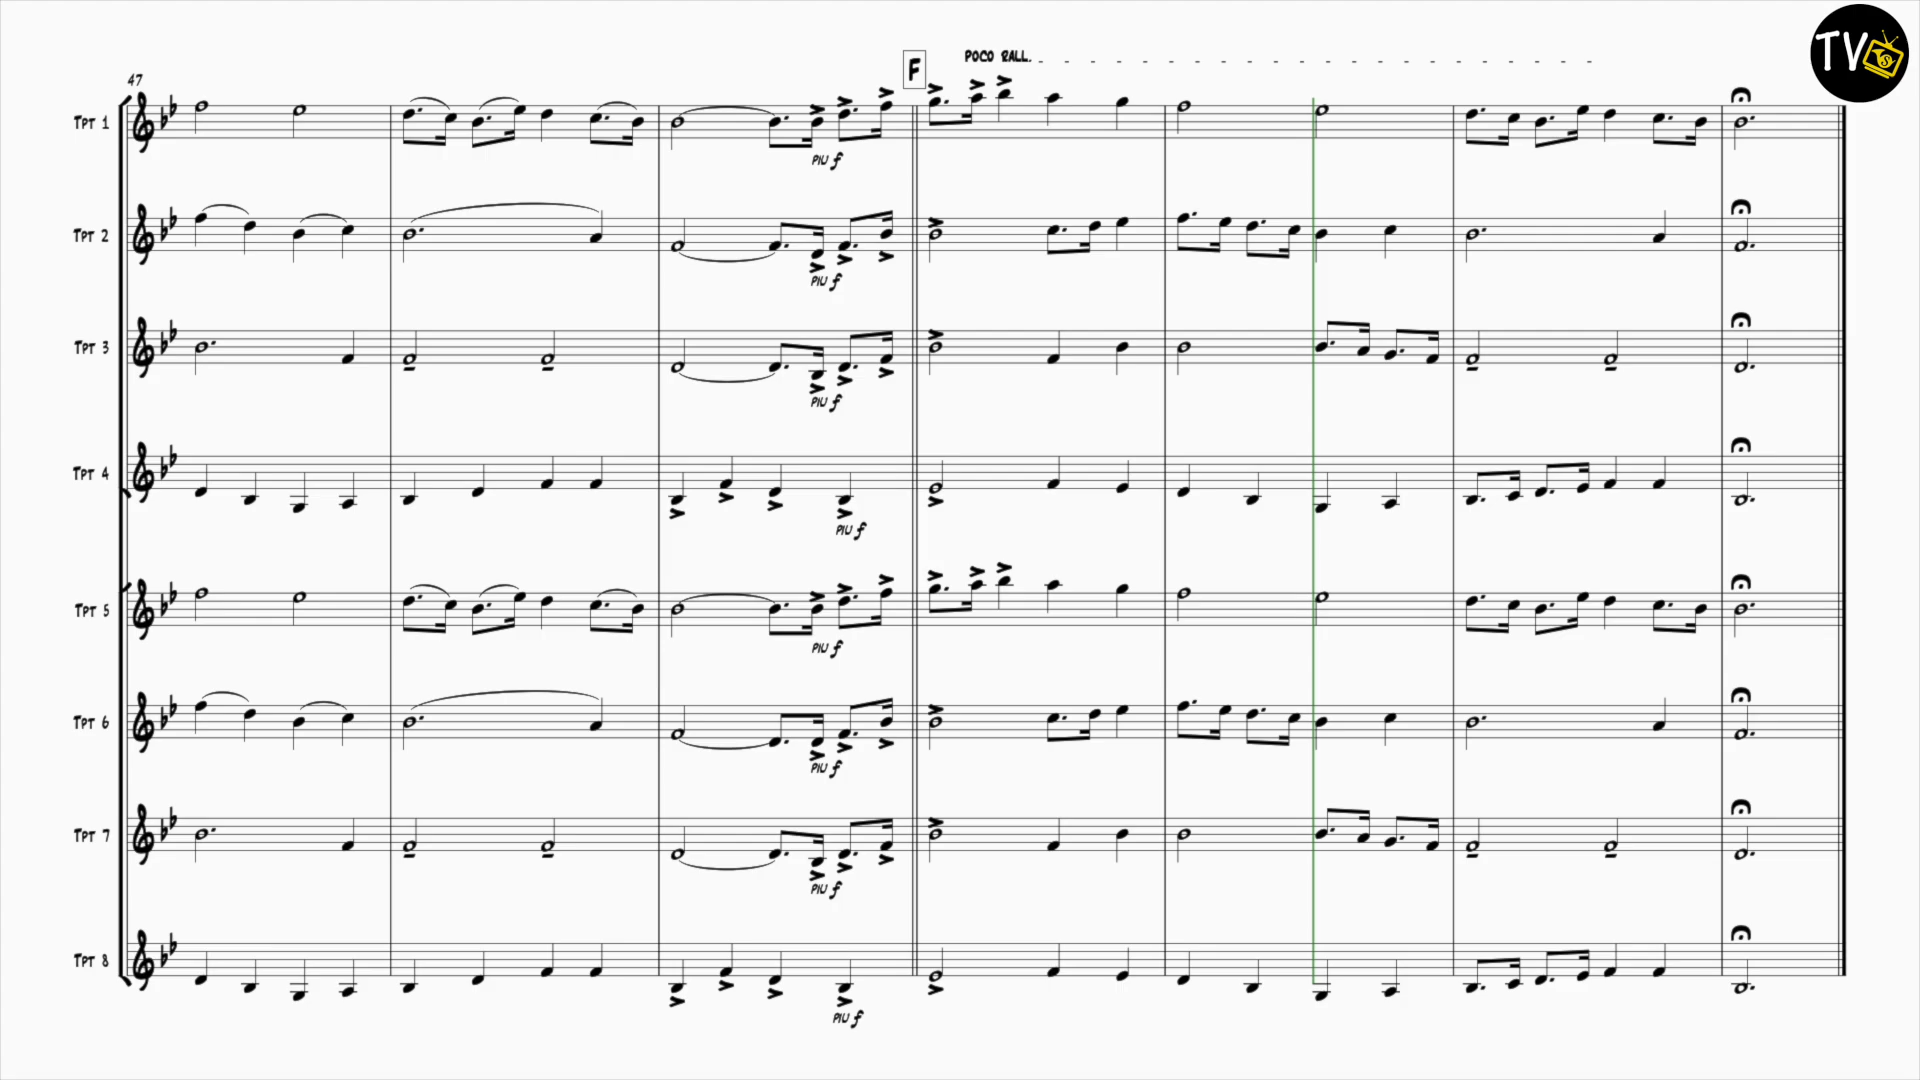 TV
POCO RALL.
F
47
TPT 1
PIU f
TPT 2
PIU f
TPT 3
PIU f
TPT 4
PIU f
TPT 5
PIU f
TPT 6
PIU f
TPT 7
PIU f
TPT 8
PIU f